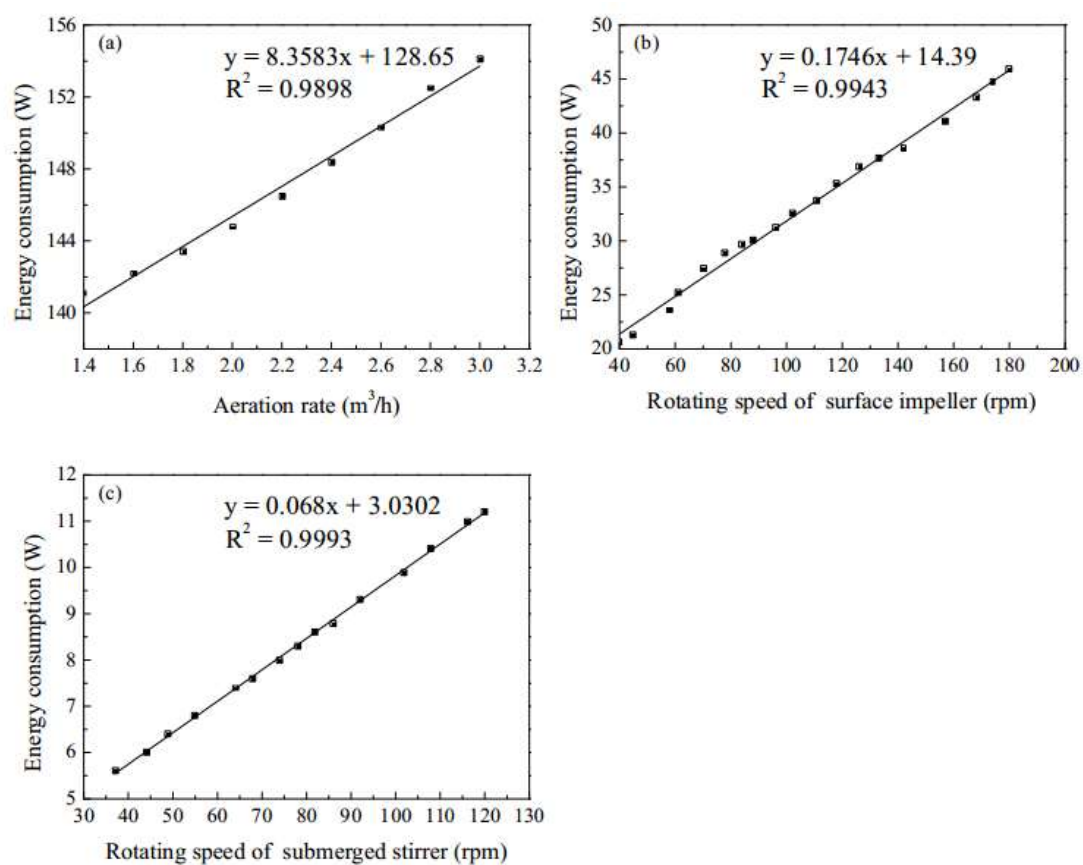 (a)
y = 8.3583x + 128.65
R² = 0.9898
156
152
148
144
140
Energy consumption (W)
1.4 1.6 1.8 2.0 2.2 2.4 2.6 2.8 3.0 3.2
Aeration rate (m³/h)
(b)
y = 0.1746x + 14.39
R² = 0.9943
50
45
40
35
30
25
20
Energy consumption (W)
40 60 80 100 120 140 160 180 200
Rotating speed of surface impeller (rpm)
(c)
y = 0.068x + 3.0302
R² = 0.9993
12
11
10
9
8
7
6
5
Energy consumption (W)
30 40 50 60 70 80 90 100 110 120 130
Rotating speed of submerged stirrer (rpm)